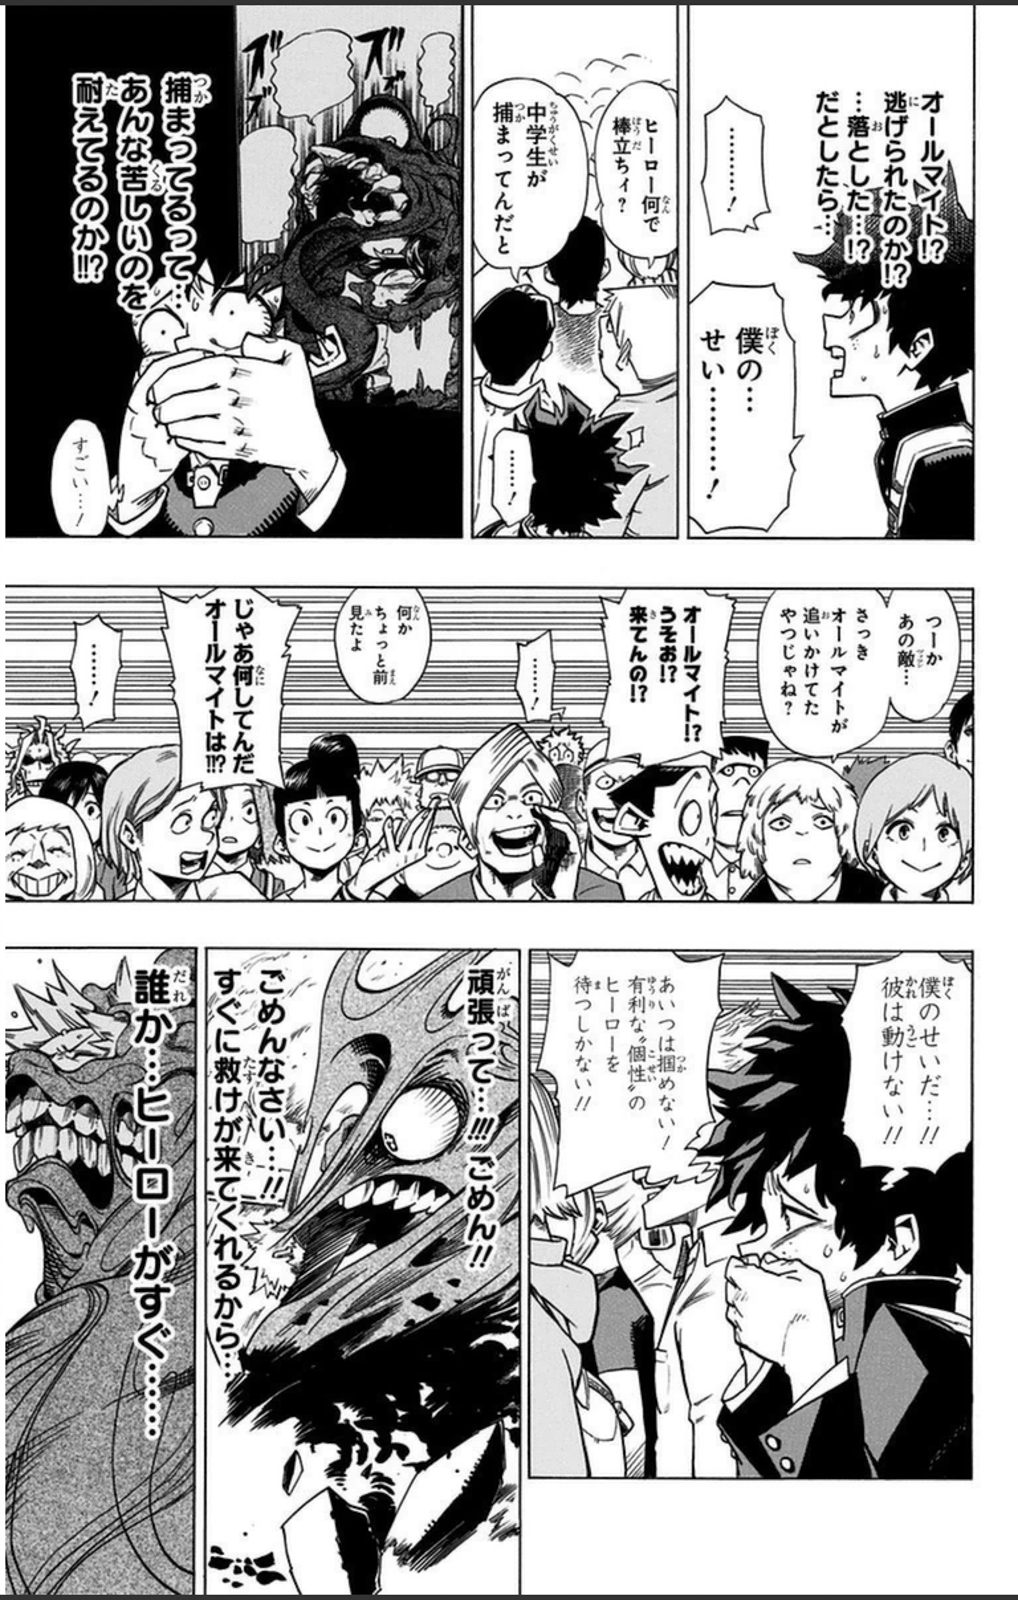 オールマイト!?
逃げられたのか!?
…落とした…!?
だとしたら…
………!
僕の…
せい…………!
ヒーロー何で
棒立ちィ?
中学生が
捕まってんだと
……!
捕まってるって…
あんな苦しいのを
耐えてるのか!!!?
ズ
ズ
ズ
ズ
すごい…!
つーか
あの敵…
さっき
オールマイトが
追いかけてた
やつじゃね?
オールマイト!?
うそぉ!?
来てんの!?
……!
何か
ちょっと前
見たよ
じゃあ何してんだ
オールマイトは!!!?
……!
僕のせいだ…!!
彼は動けない!!
あいつは掴めない!
有利な“個性”の
ヒーローを
待つしかない!!
頑張って…!!!
ごめん!!
ごめんなさい…!!
すぐに救けが来てくれるから…
誰か…ヒーローがすぐ……